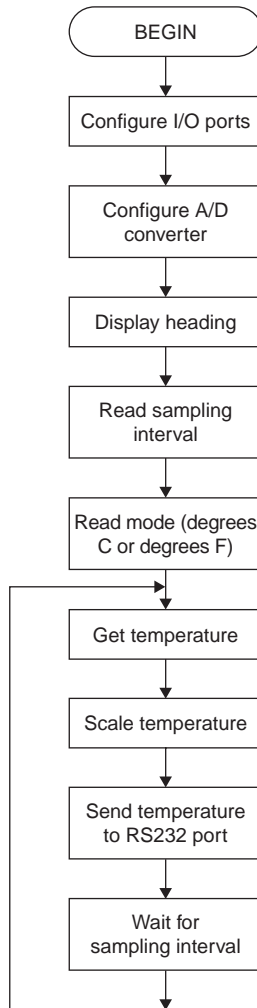 BEGIN
Configure I/O ports
Configure A/D
converter
Display heading
Read sampling
interval
Read mode (degrees
C or degrees F)
Get temperature
Scale temperature
Send temperature
to RS232 port
Wait for
sampling interval